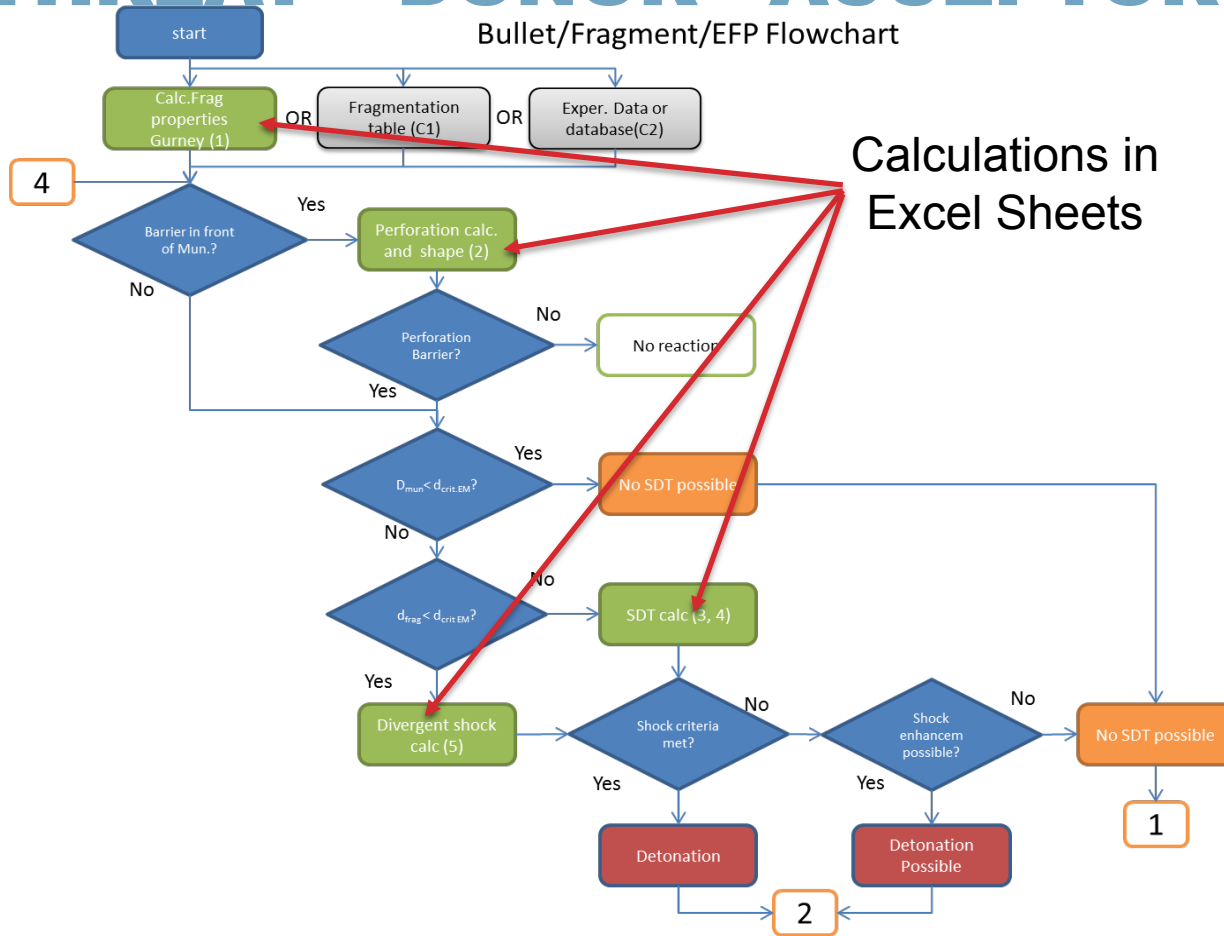 THREAT DONOR ACCEPTOR
Bullet/Fragment/EFP Flowchart
start
Calc.Frag
properties
Gurney (1)
OR
Fragmentation
table (C1)
OR
Exper. Data or
database(C2)
Calculations in
Excel Sheets
4
Barrier in front
of Mun.?
Yes
No
Perforation calc.
and shape (2)
Perforation
Barrier?
No
Yes
No reaction
Dmun< dcrit.EM?
Yes
No
No SDT possible
dfrag< dcrit EM?
No
Yes
SDT calc (3, 4)
Divergent shock
calc (5)
Shock criteria
met?
No
Yes
Shock
enhancem
possible?
No
Yes
No SDT possible
1
Detonation
Detonation
Possible
2